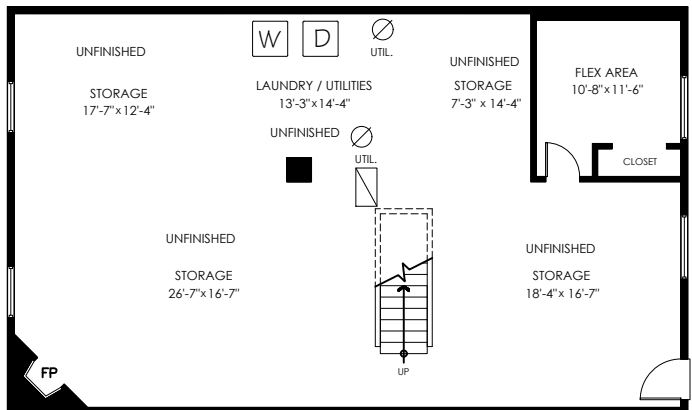 UNFINISHED
STORAGE
17'-7"x12'-4"
W
D
UTIL.
LAUNDRY / UTILITIES
13'-3"x14'-4"
UNFINISHED
UTIL.
UNFINISHED
STORAGE
7'-3" x 14'-4"
FLEX AREA
10'-8"x11'-6"
CLOSET
UNFINISHED
STORAGE
26'-7"x16'-7"
UNFINISHED
STORAGE
18'-4"x 16'-7"
UP
FP